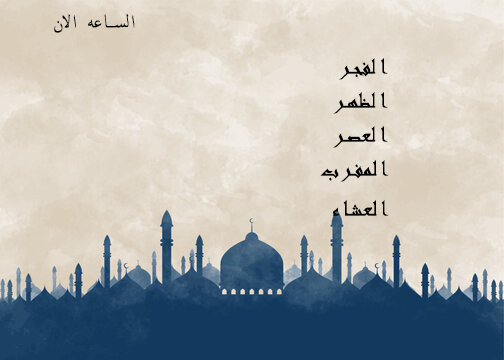 الساعه الان
الفجر
الظهر
العصر
المغرب
العشاء